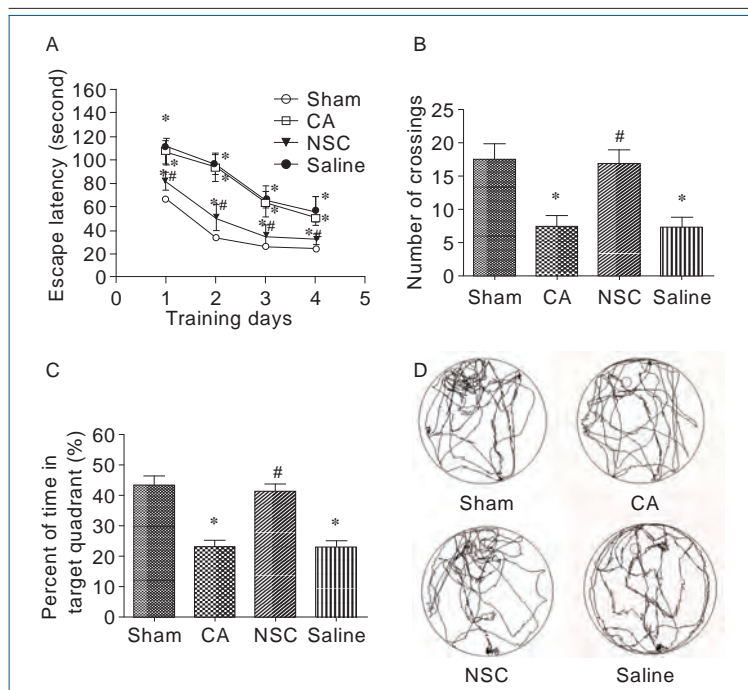 A
Escape latency (second)
160
140
120
100
80
60
40
20
0
Sham
CA
NSC
Saline
*
*
*
*#
*
*
*#
*
*
*#
*
*#
0 1 2 3 4 5
Training days
B
Number of crossings
25
20
15
10
5
0
*
#
*
Sham CA NSC Saline
C
Percent of time in
target quadrant (%)
60
50
40
30
20
10
0
*
#
*
Sham CA NSC Saline
D
Sham CA
NSC Saline